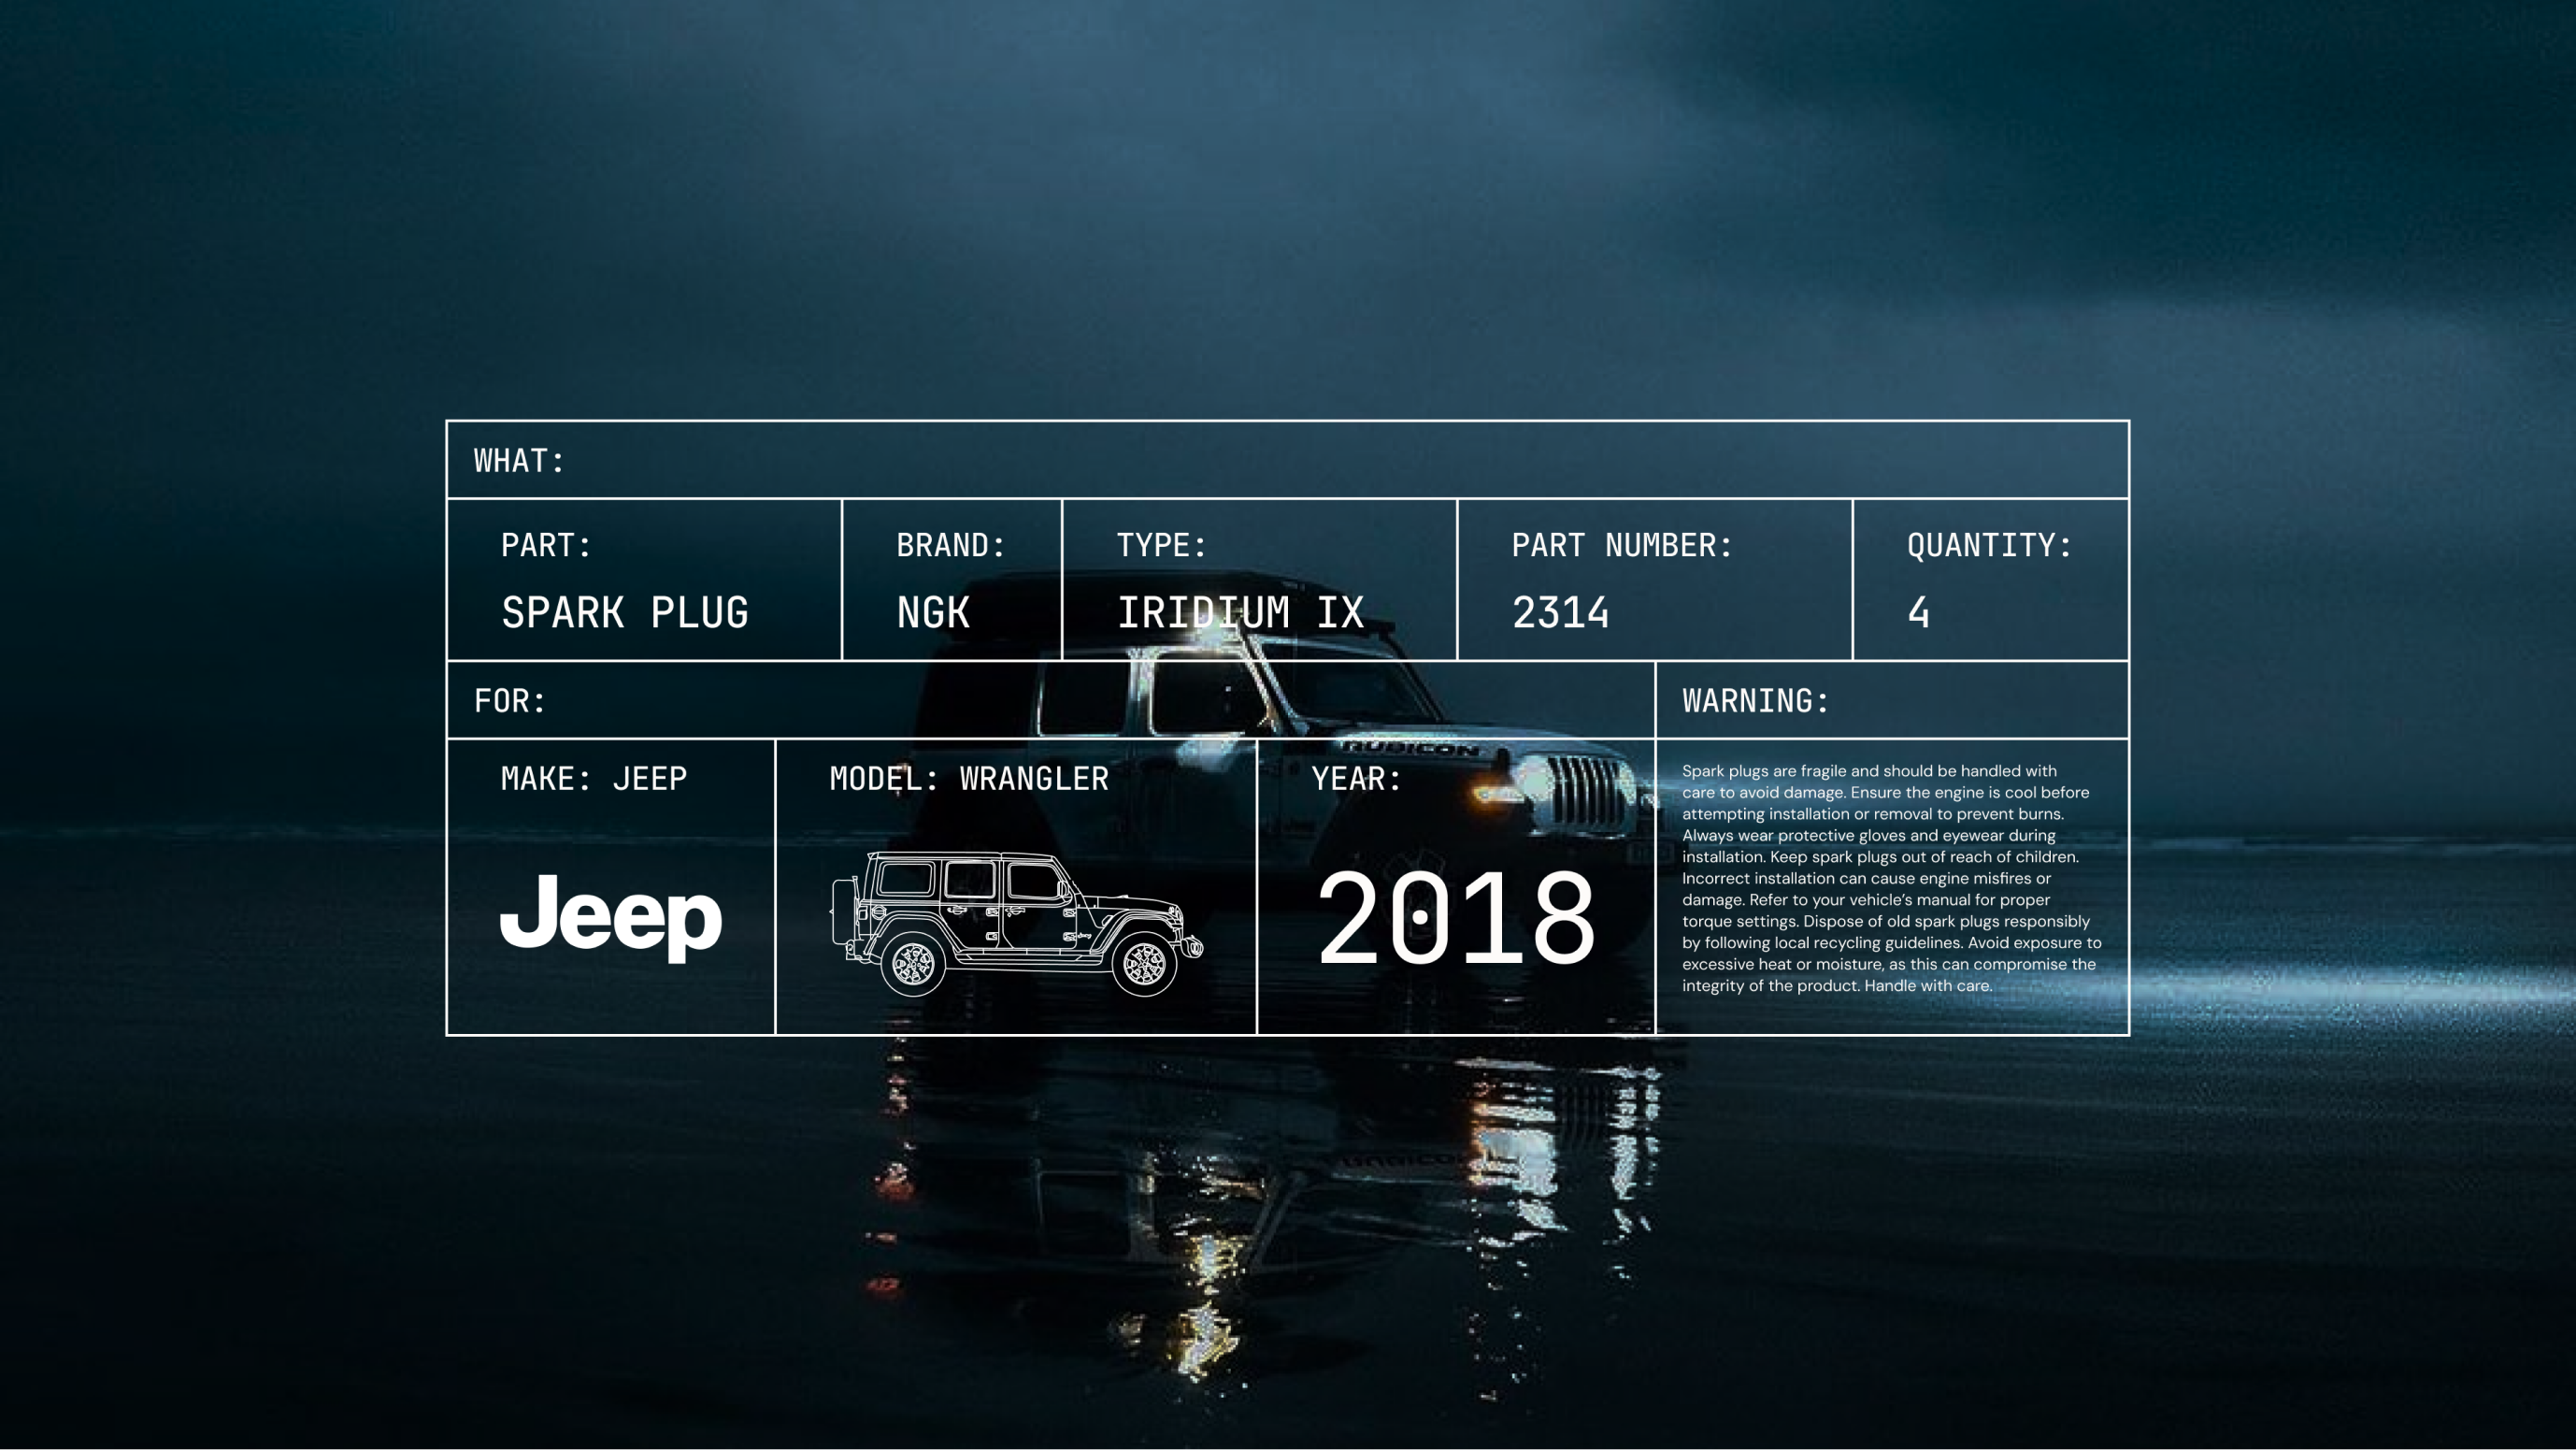 WHAT:
PART:
SPARK PLUG
BRAND:
NGK
TYPE:
IRIDIUM IX
PART NUMBER:
2314
QUANTITY:
4
FOR:
MAKE: JEEP
Jeep
MODEL: WRANGLER
YEAR:
2018
WARNING:
Spark plugs are fragile and should be handled with
care to avoid damage. Ensure the engine is cool before
attempting installation or removal to prevent burns.
Always wear protective gloves and eyewear during
installation. Keep spark plugs out of reach of children.
Incorrect installation can cause engine misfires or
damage. Refer to your vehicle’s manual for proper
torque settings. Dispose of old spark plugs responsibly
by following local recycling guidelines. Avoid exposure to
excessive heat or moisture, as this can compromise the
integrity of the product. Handle with care.
RUBICON